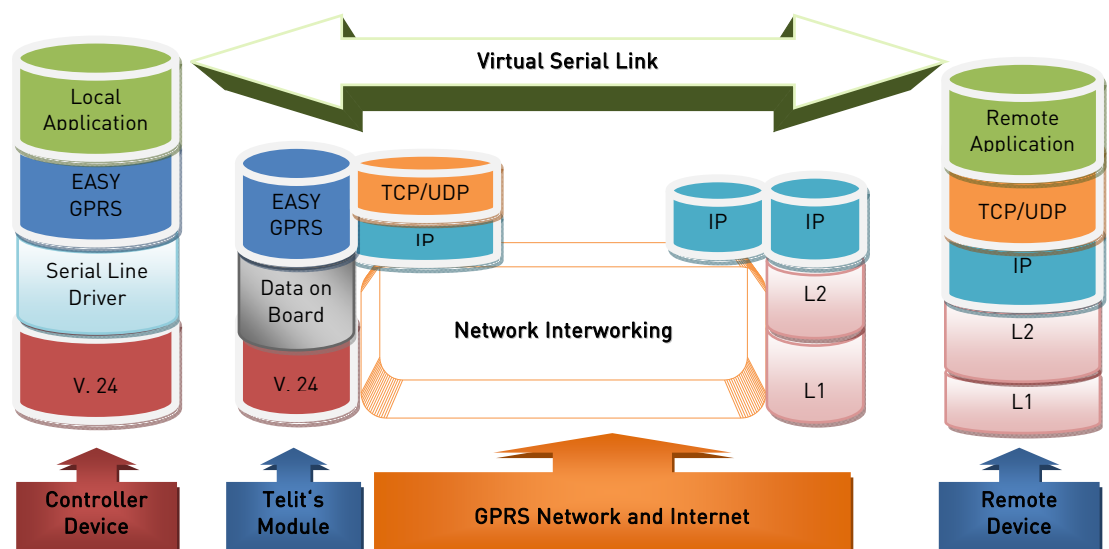 Virtual Serial Link
Local
Application
EASY
GPRS
Serial Line
Driver
V. 24
EASY
GPRS
Data on
Board
V. 24
TCP/UDP
IP
Network Interworking
IP
IP
L2
L1
Remote
Application
TCP/UDP
IP
L2
L1
Controller
Device
Telit's
Module
GPRS Network and Internet
Remote
Device